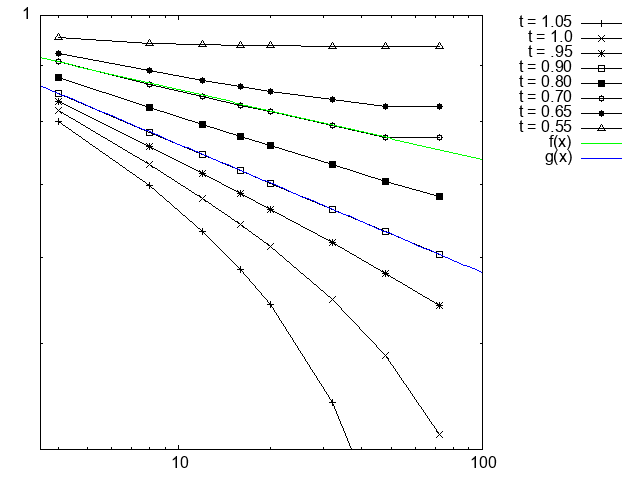 1
t = 1.05
t = 1.0
t = .95
t = 0.90
t = 0.80
t = 0.70
t = 0.65
t = 0.55
f(x)
g(x)
10
100